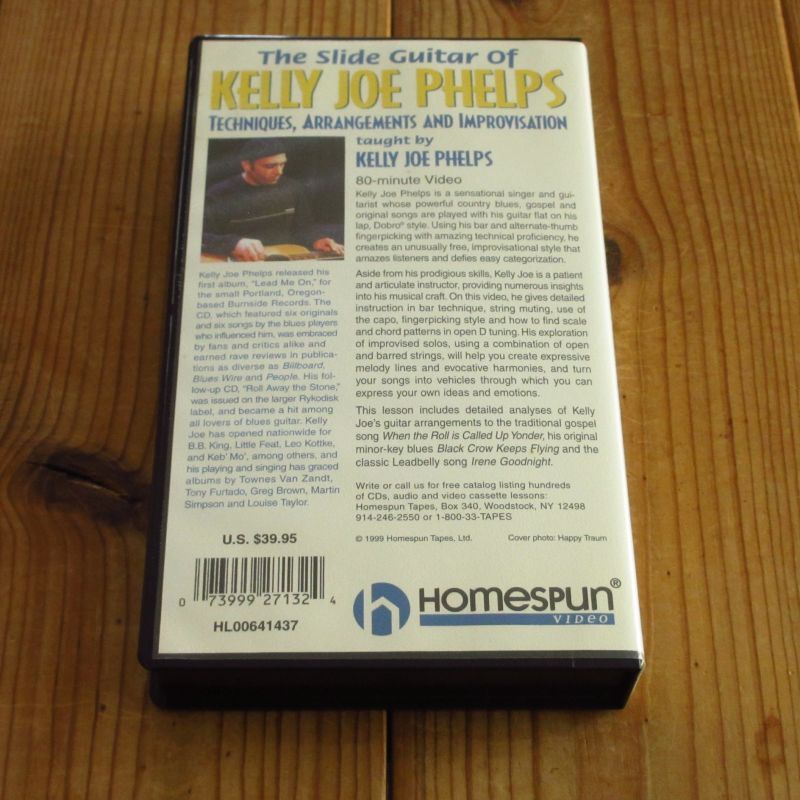 The Slide Guitar Of
KELLY JOE PHELPS
TECHNIQUES, ARRANGEMENTS AND IMPROVISATION
taught by
KELLY JOE PHELPS
80-minute Video
Kelly Joe Phelps is a sensational singer and gui-
tarist whose powerful country blues, gospel and
original songs are played with his guitar flat on his
lap, Dobro® style. Using his bar and alternate-thumb
fingerpicking with amazing technical proficiency, he
creates an unusually free, improvisational style that
amazes listeners and defies easy categorization.
Aside from his prodigious skills, Kelly Joe is a patient
and articulate instructor, providing numerous insights
into his musical craft. On this video, he gives detailed
instruction in bar technique, string muting, use of
the capo, fingerpicking style and how to find scale
and chord patterns in open D tuning. His exploration
of improvised solos, using a combination of open
and barred strings, will help you create expressive
melody lines and evocative harmonies, and turn
your songs into vehicles through which you can
express your own ideas and emotions.
This lesson includes detailed analyses of Kelly
Joe's guitar arrangements to the traditional gospel
song When the Roll is Called Up Yonder, his original
minor-key blues Black Crow Keeps Flying and the
classic Leadbelly song Irene Goodnight.
Write or call us for free catalog listing hundreds
of CDs, audio and video cassette lessons:
Homespun Tapes, Box 340, Woodstock, NY 12498
914-246-2550 or 1-800-33-TAPES
Kelly Joe Phelps released his
first album, "Lead Me On," for
the small Portland, Oregon-
based Burnside Records. The
CD, which featured six originals
and six songs by the blues players
who influenced him, was embraced
by fans and critics alike and
earned rave reviews in publica-
tions as diverse as Billboard,
Blues Wire and People. His fol-
low-up CD, "Roll Away the Stone,"
was issued on the larger Rykodisk
label, and became a hit among
all lovers of blues guitar. Kelly
Joe has opened nationwide for
B.B. King, Little Feat, Leo Kottke,
and Keb' Mo', among others, and
his playing and singing has graced
albums by Townes Van Zandt,
Tony Furtado, Greg Brown, Martin
Simpson and Louise Taylor.
U.S. $39.95
© 1999 Homespun Tapes, Ltd.
Cover photo: Happy Traum
0 73999 27132 4
HL00641437
HOMESPUN®
VIDEO